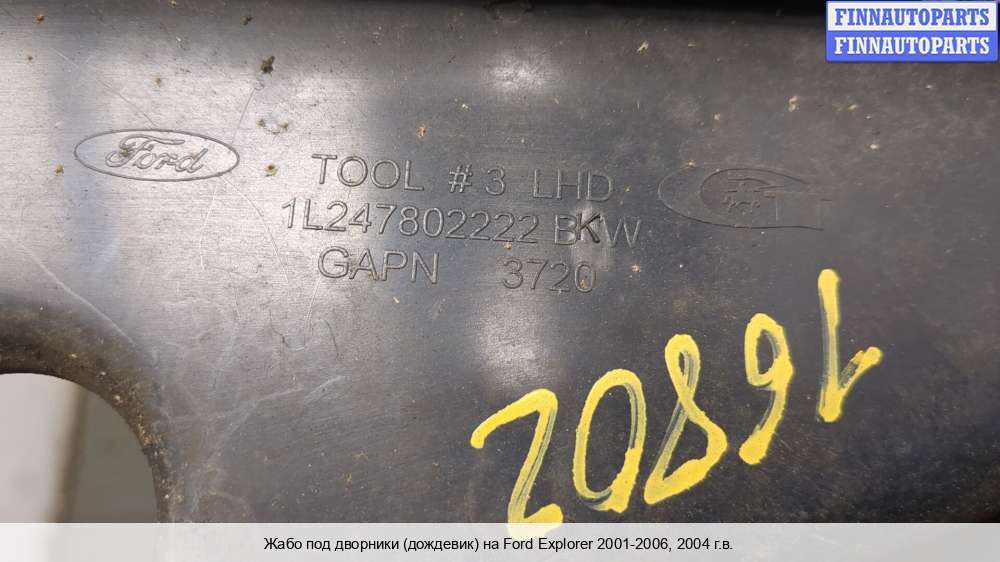 FINNAUTOPARTS
FINNAUTOPARTS
Ford
TOOL # 3 LHD
1L247802222 BKW
GAPN 3720
20891
Жабо под дворники (дождевик) на Ford Explorer 2001-2006, 2004 г.в.